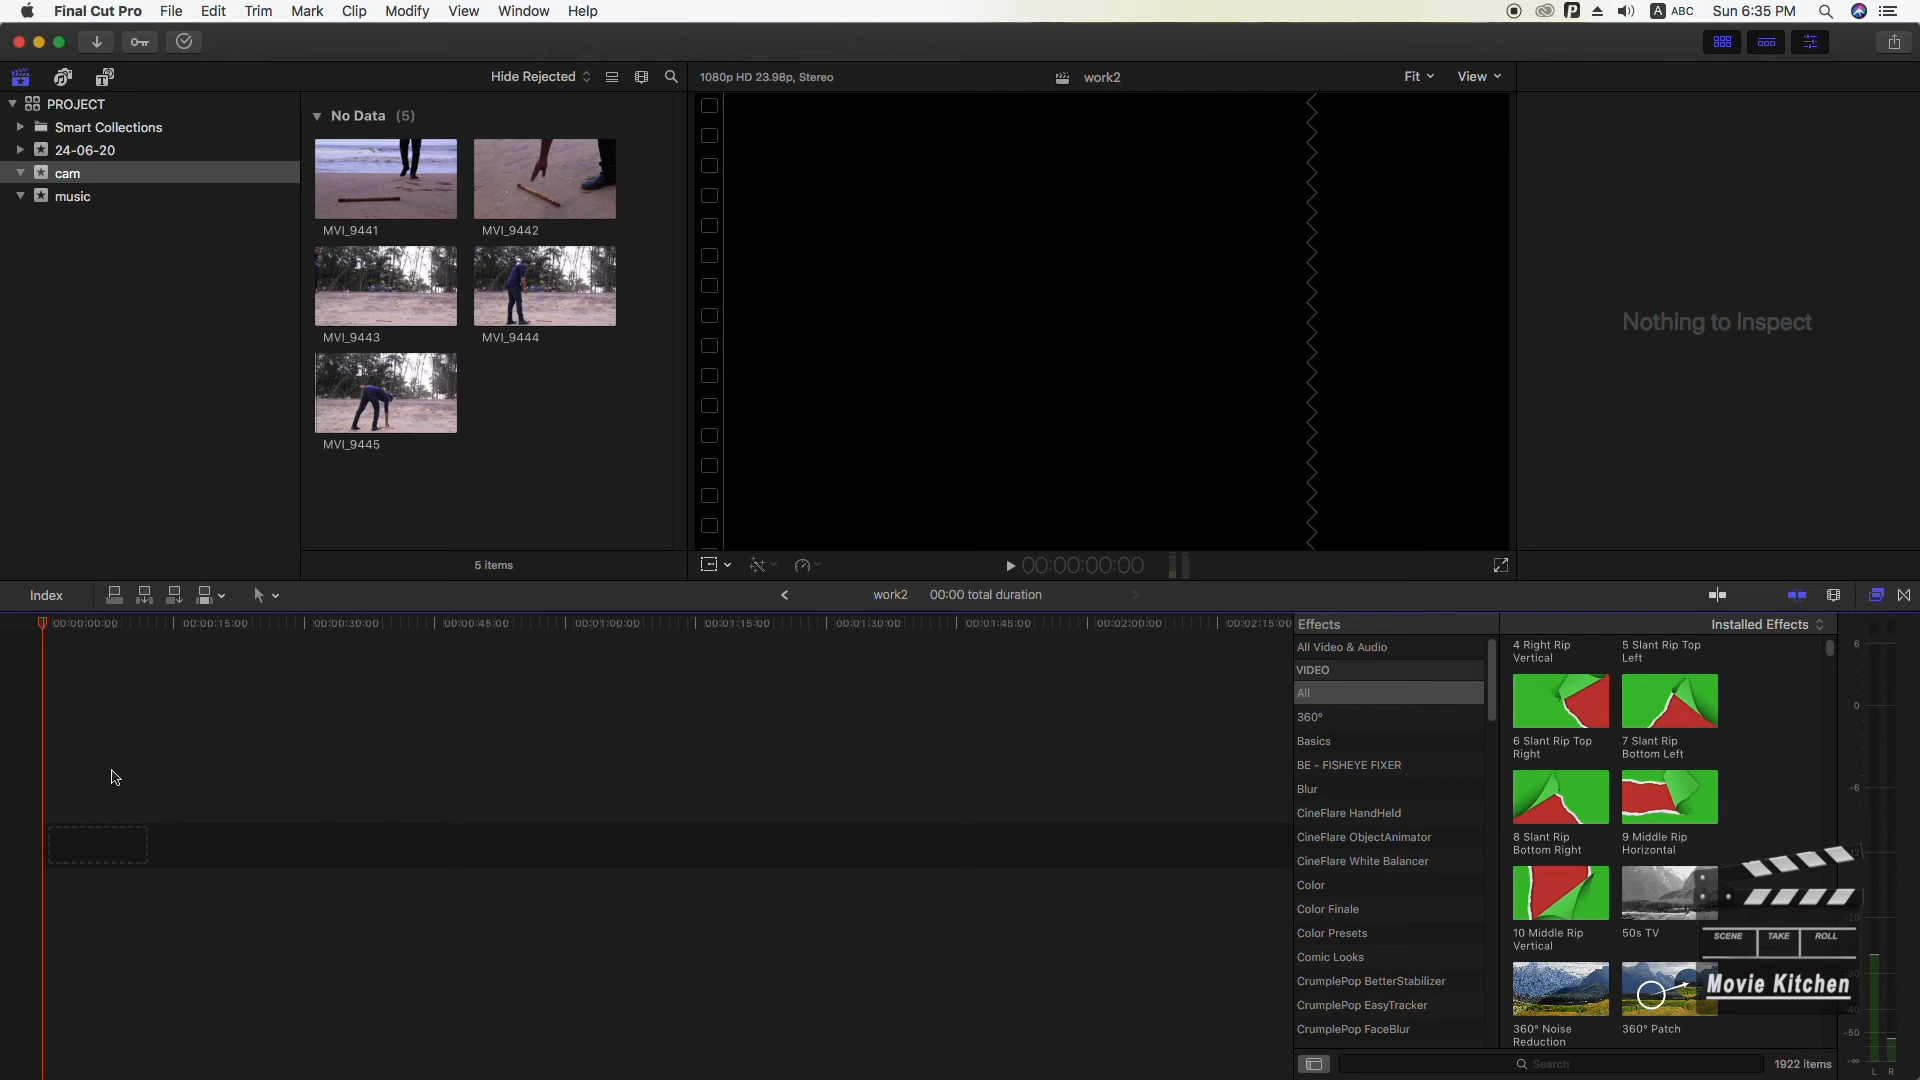 Final Cut Pro File Edit Trim Mark Clip Modify View Window Help
A ABC Sun 6:35 PM
Hide Rejected
1080p HD 23.98p, Stereo
work2
Fit
View
PROJECT
Smart Collections
24-06-20
cam
music
No Data (5)
MVI_9441
MVI_9442
MVI_9443
MVI_9444
MVI_9445
5 items
00:00:00:00
Nothing to Inspect
Index
work2 00:00 total duration
00:00:00:00 00:00:15:00 00:00:30:00 00:00:45:00 00:01:00:00 00:01:15:00 00:01:30:00 00:01:45:00 00:02:00:00 00:02:15:00
Effects
Installed Effects
All Video & Audio
VIDEO
All
360°
Basics
BE - FISHEYE FIXER
Blur
CineFlare HandHeld
CineFlare ObjectAnimator
CineFlare White Balancer
Color
Color Finale
Color Presets
Comic Looks
CrumplePop BetterStabilizer
CrumplePop EasyTracker
CrumplePop FaceBlur
4 Right Rip
Vertical
5 Slant Rip Top
Left
6 Slant Rip Top
Right
7 Slant Rip
Bottom Left
8 Slant Rip
Bottom Right
9 Middle Rip
Horizontal
10 Middle Rip
Vertical
50s TV
360° Noise
Reduction
360° Patch
Search
1922 items
6
0
-6
-12
-20
-30
-40
-50
-∞
L R
SCENE TAKE ROLL
Movie Kitchen